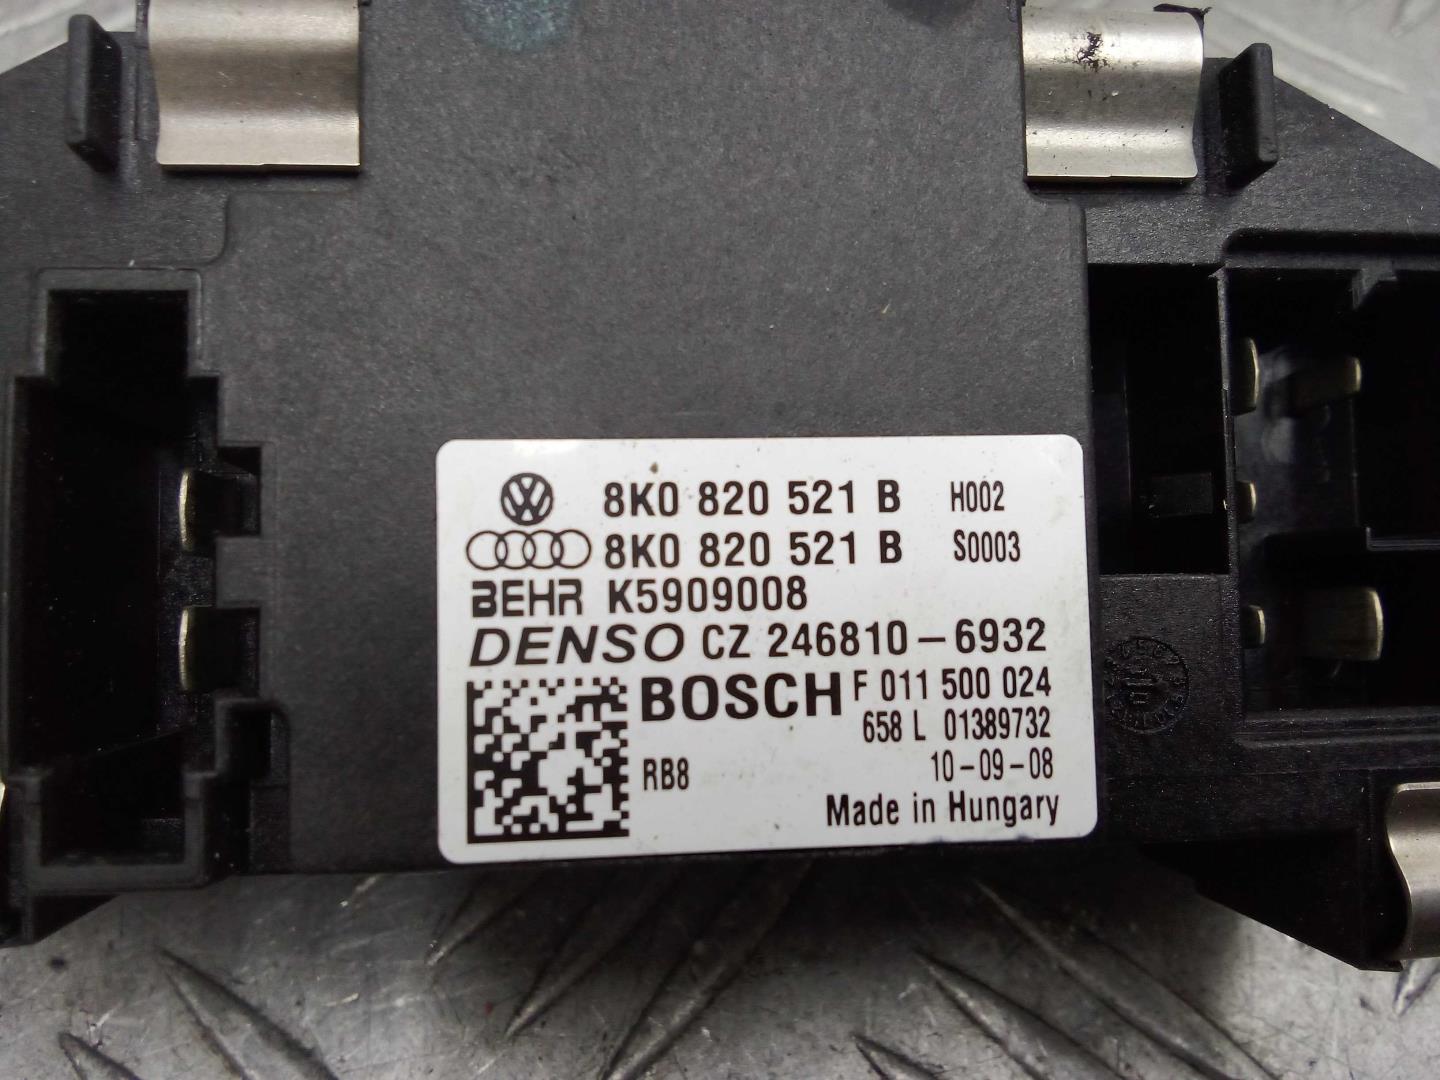 8K0 820 521 B H002
8K0 820 521 B S0003
BEHR K5909008
DENSO CZ 246810-6932
BOSCH F 011 500 024
658 L 01389732
RB8 10-09-08
Made in Hungary